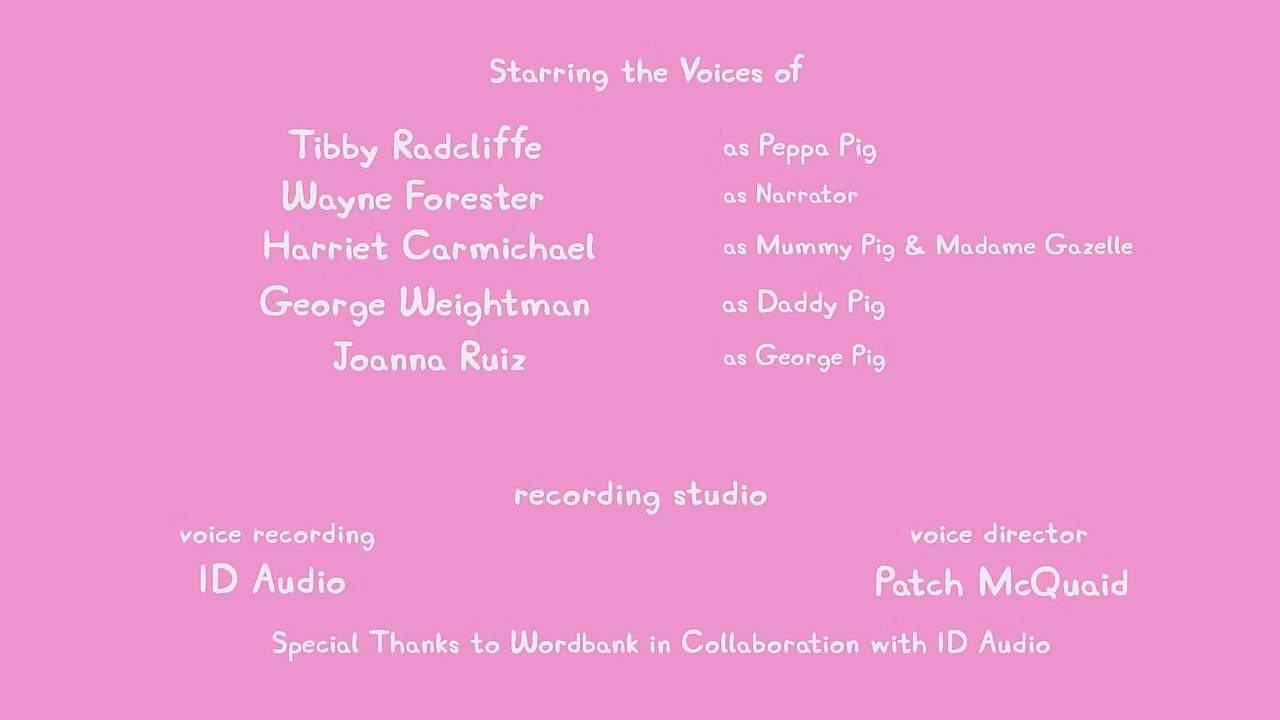 Starring the Voices of
Tibby Radcliffe as Peppa Pig
Wayne Forester as Narrator
Harriet Carmichael as Mummy Pig & Madame Gazelle
George Weightman as Daddy Pig
Joanna Ruiz as George Pig
recording studio
voice recording voice director
ID Audio Patch McQuaid
Special Thanks to Wordbank in Collaboration with ID Audio